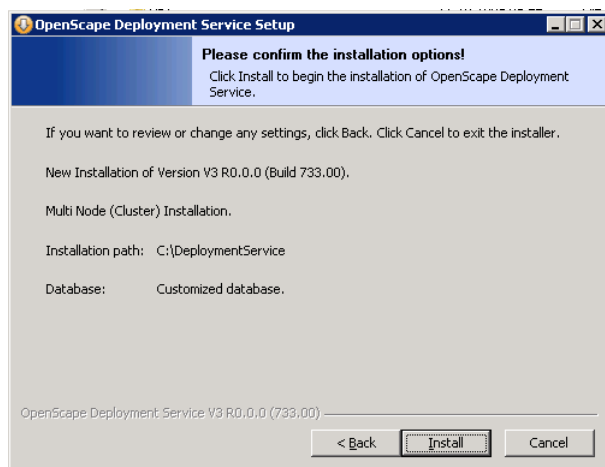 OpenScape Deployment Service Setup
Please confirm the installation options!
Click Install to begin the installation of OpenScape Deployment
Service.
If you want to review or change any settings, click Back. Click Cancel to exit the installer.
New Installation of Version V3 R0.0.0 (Build 733.00).
Multi Node (Cluster) Installation.
Installation path: C:\DeploymentService
Database: Customized database.
OpenScape Deployment Service V3 R0.0.0 (733.00)
< Back Install Cancel